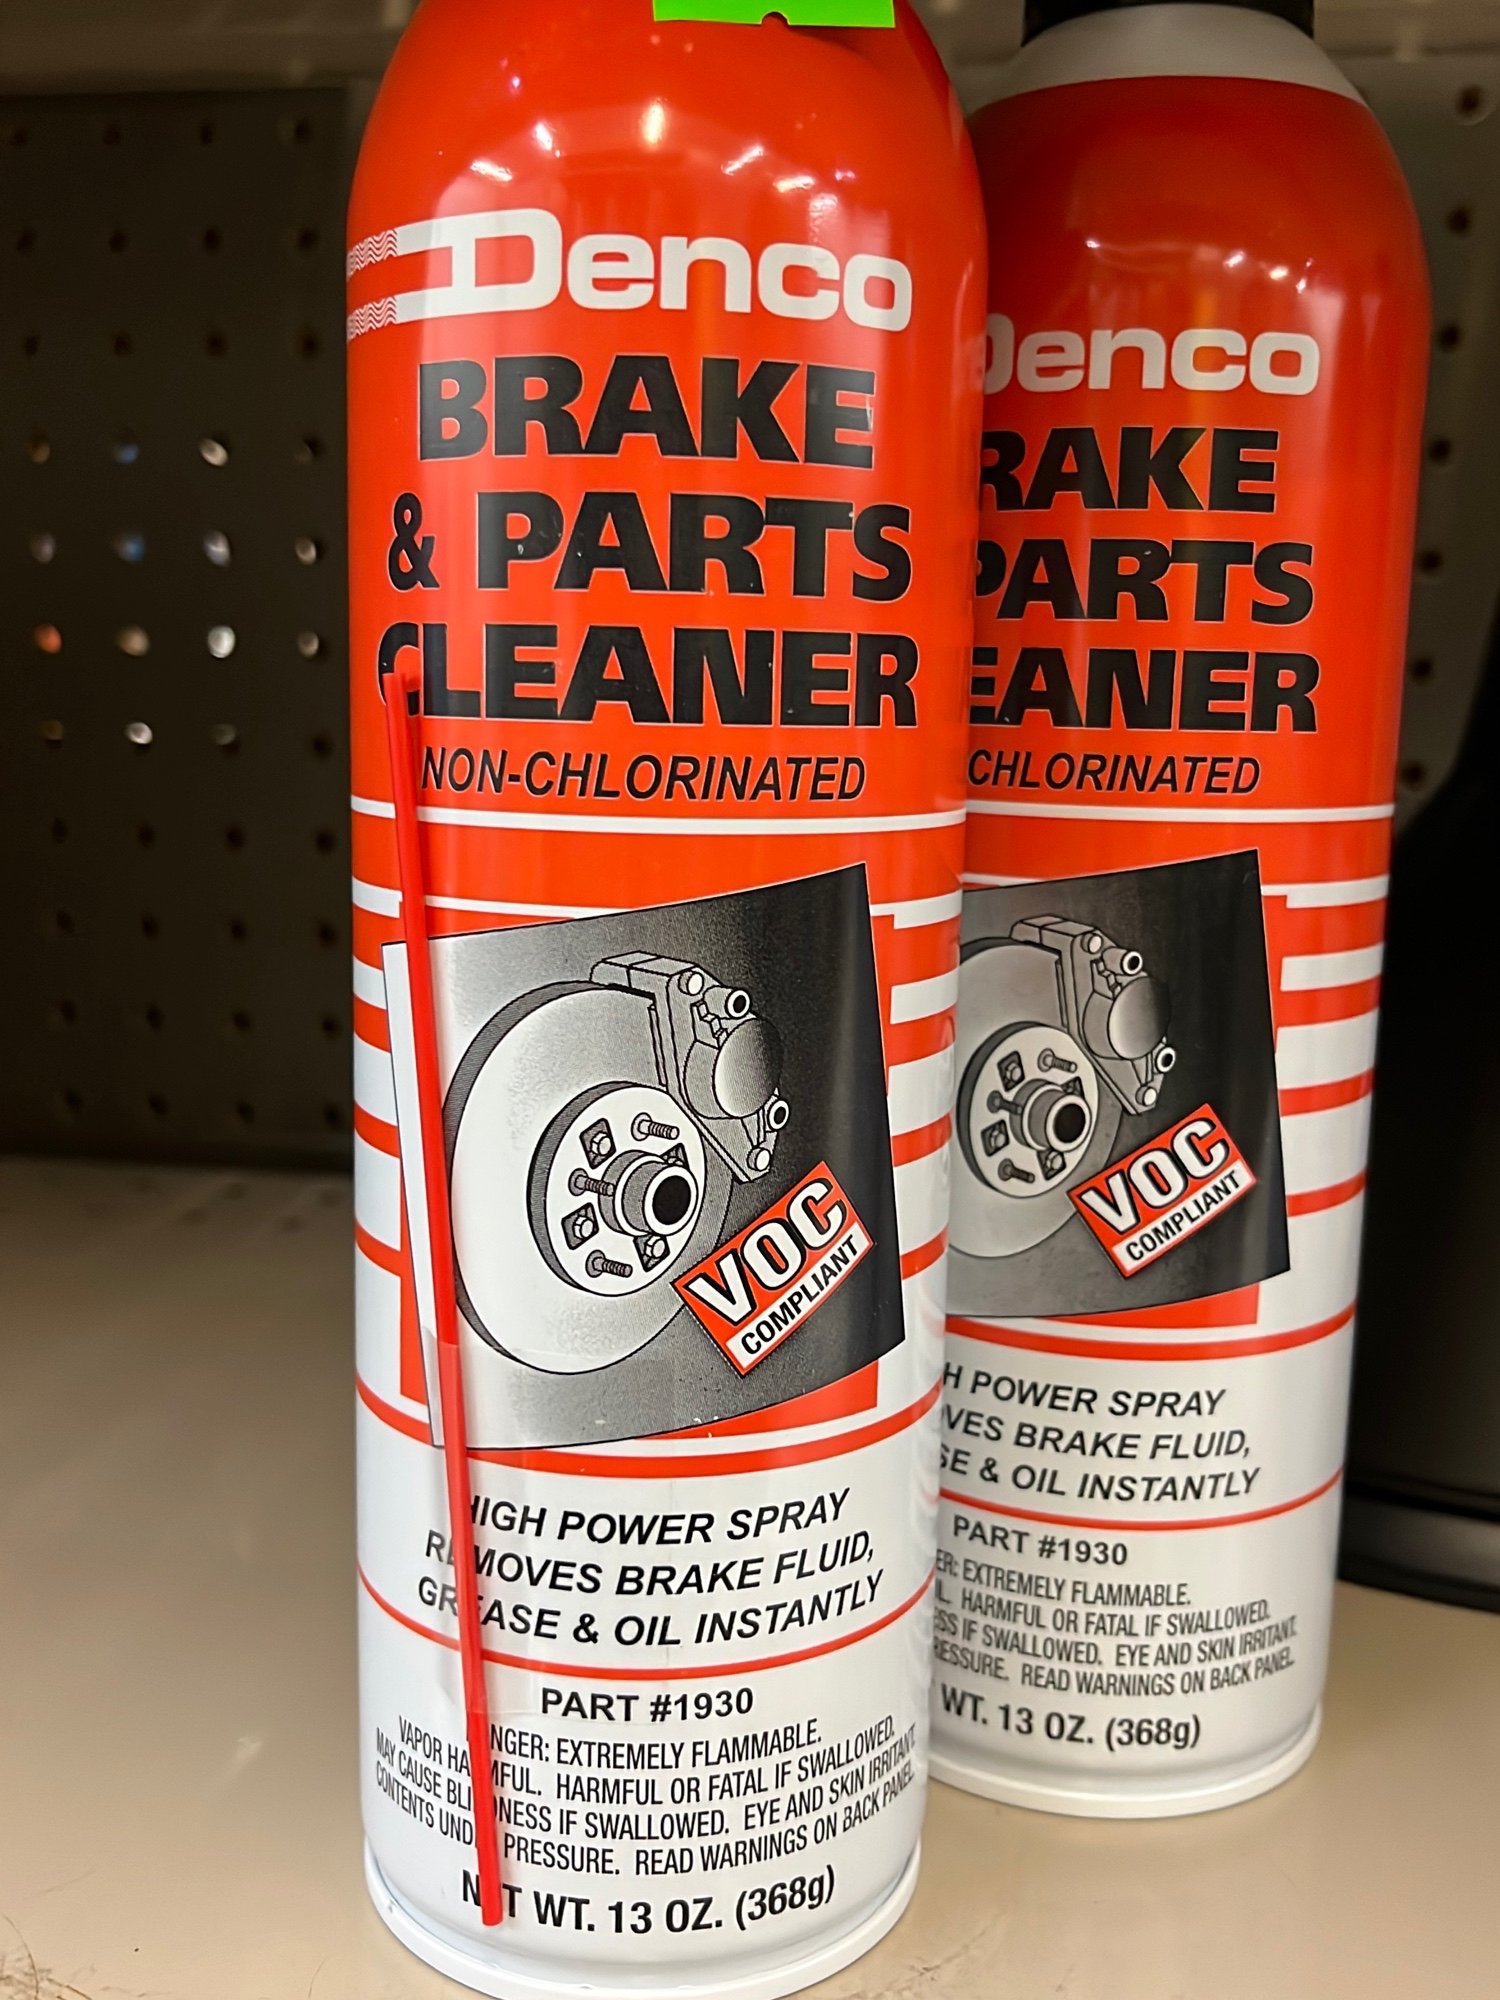 Denco
BRAKE
& PARTS
CLEANER
NON-CHLORINATED
VOC
COMPLIANT
HIGH POWER SPRAY
REMOVES BRAKE FLUID,
GREASE & OIL INSTANTLY
PART #1930
DANGER: EXTREMELY FLAMMABLE.
VAPOR HARMFUL. HARMFUL OR FATAL IF SWALLOWED.
MAY CAUSE BLINDNESS IF SWALLOWED. EYE AND SKIN IRRITANT.
CONTENTS UNDER PRESSURE. READ WARNINGS ON BACK PANEL.
NET WT. 13 OZ. (368g)
Denco
RAKE
PARTS
EANER
CHLORINATED
VOC
COMPLIANT
H POWER SPRAY
VES BRAKE FLUID,
SE & OIL INSTANTLY
PART #1930
ER: EXTREMELY FLAMMABLE.
L. HARMFUL OR FATAL IF SWALLOWED.
SS IF SWALLOWED. EYE AND SKIN IRRITANT.
ESSURE. READ WARNINGS ON BACK PANEL.
WT. 13 OZ. (368g)